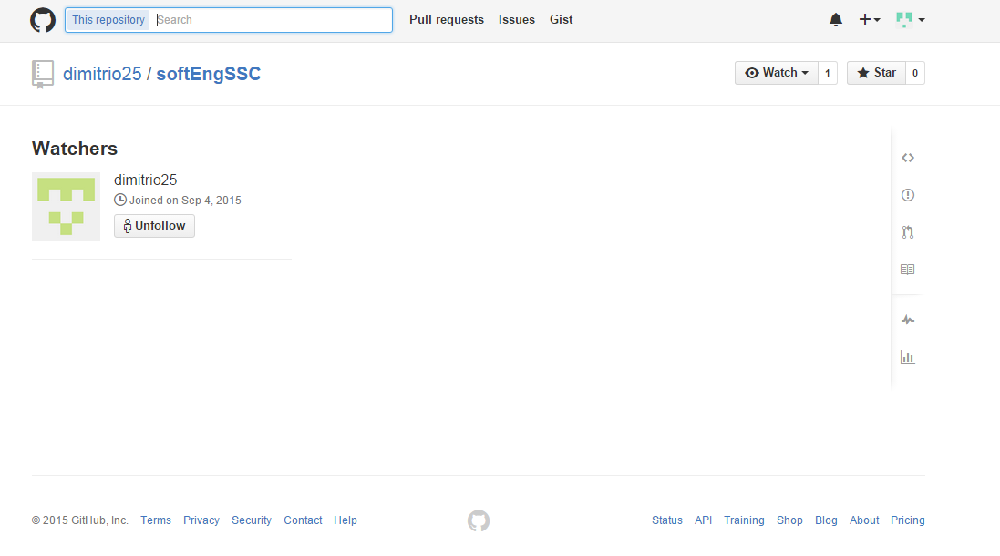 This repository Search Pull requests Issues Gist
dimitrio25 / softEngSSC Watch 1 Star 0
Watchers
dimitrio25
Joined on Sep 4, 2015
Unfollow
© 2015 GitHub, Inc. Terms Privacy Security Contact Help Status API Training Shop Blog About Pricing